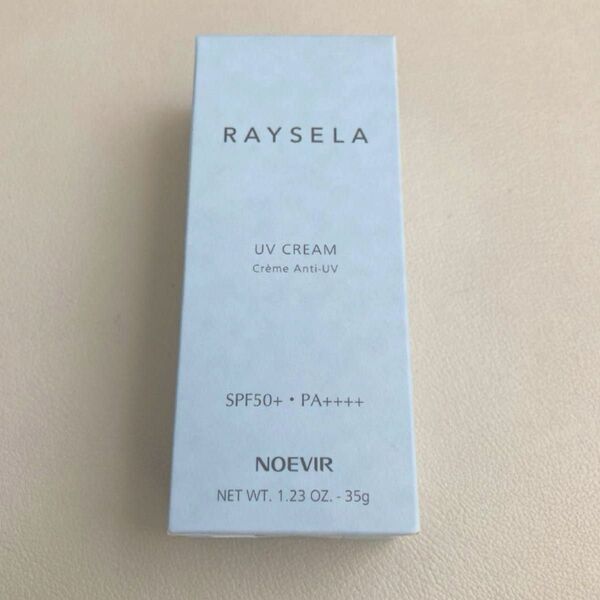 RAYSELA
UV CREAM
Crème Anti-UV
SPF50+・PA++++
NOEVIR
NET WT. 1.23 OZ. - 35g